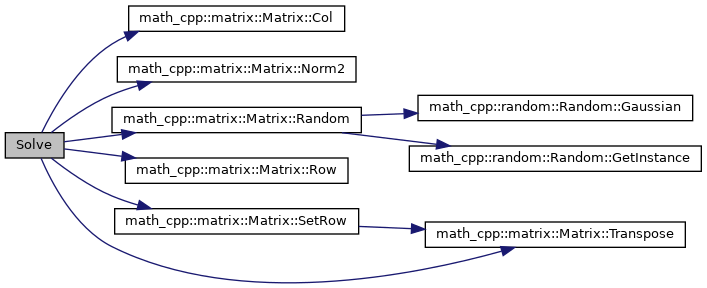 Solve
math_cpp::matrix::Matrix::Col
math_cpp::matrix::Matrix::Norm2
math_cpp::matrix::Matrix::Random
math_cpp::matrix::Matrix::Row
math_cpp::matrix::Matrix::SetRow
math_cpp::random::Random::Gaussian
math_cpp::random::Random::GetInstance
math_cpp::matrix::Matrix::Transpose